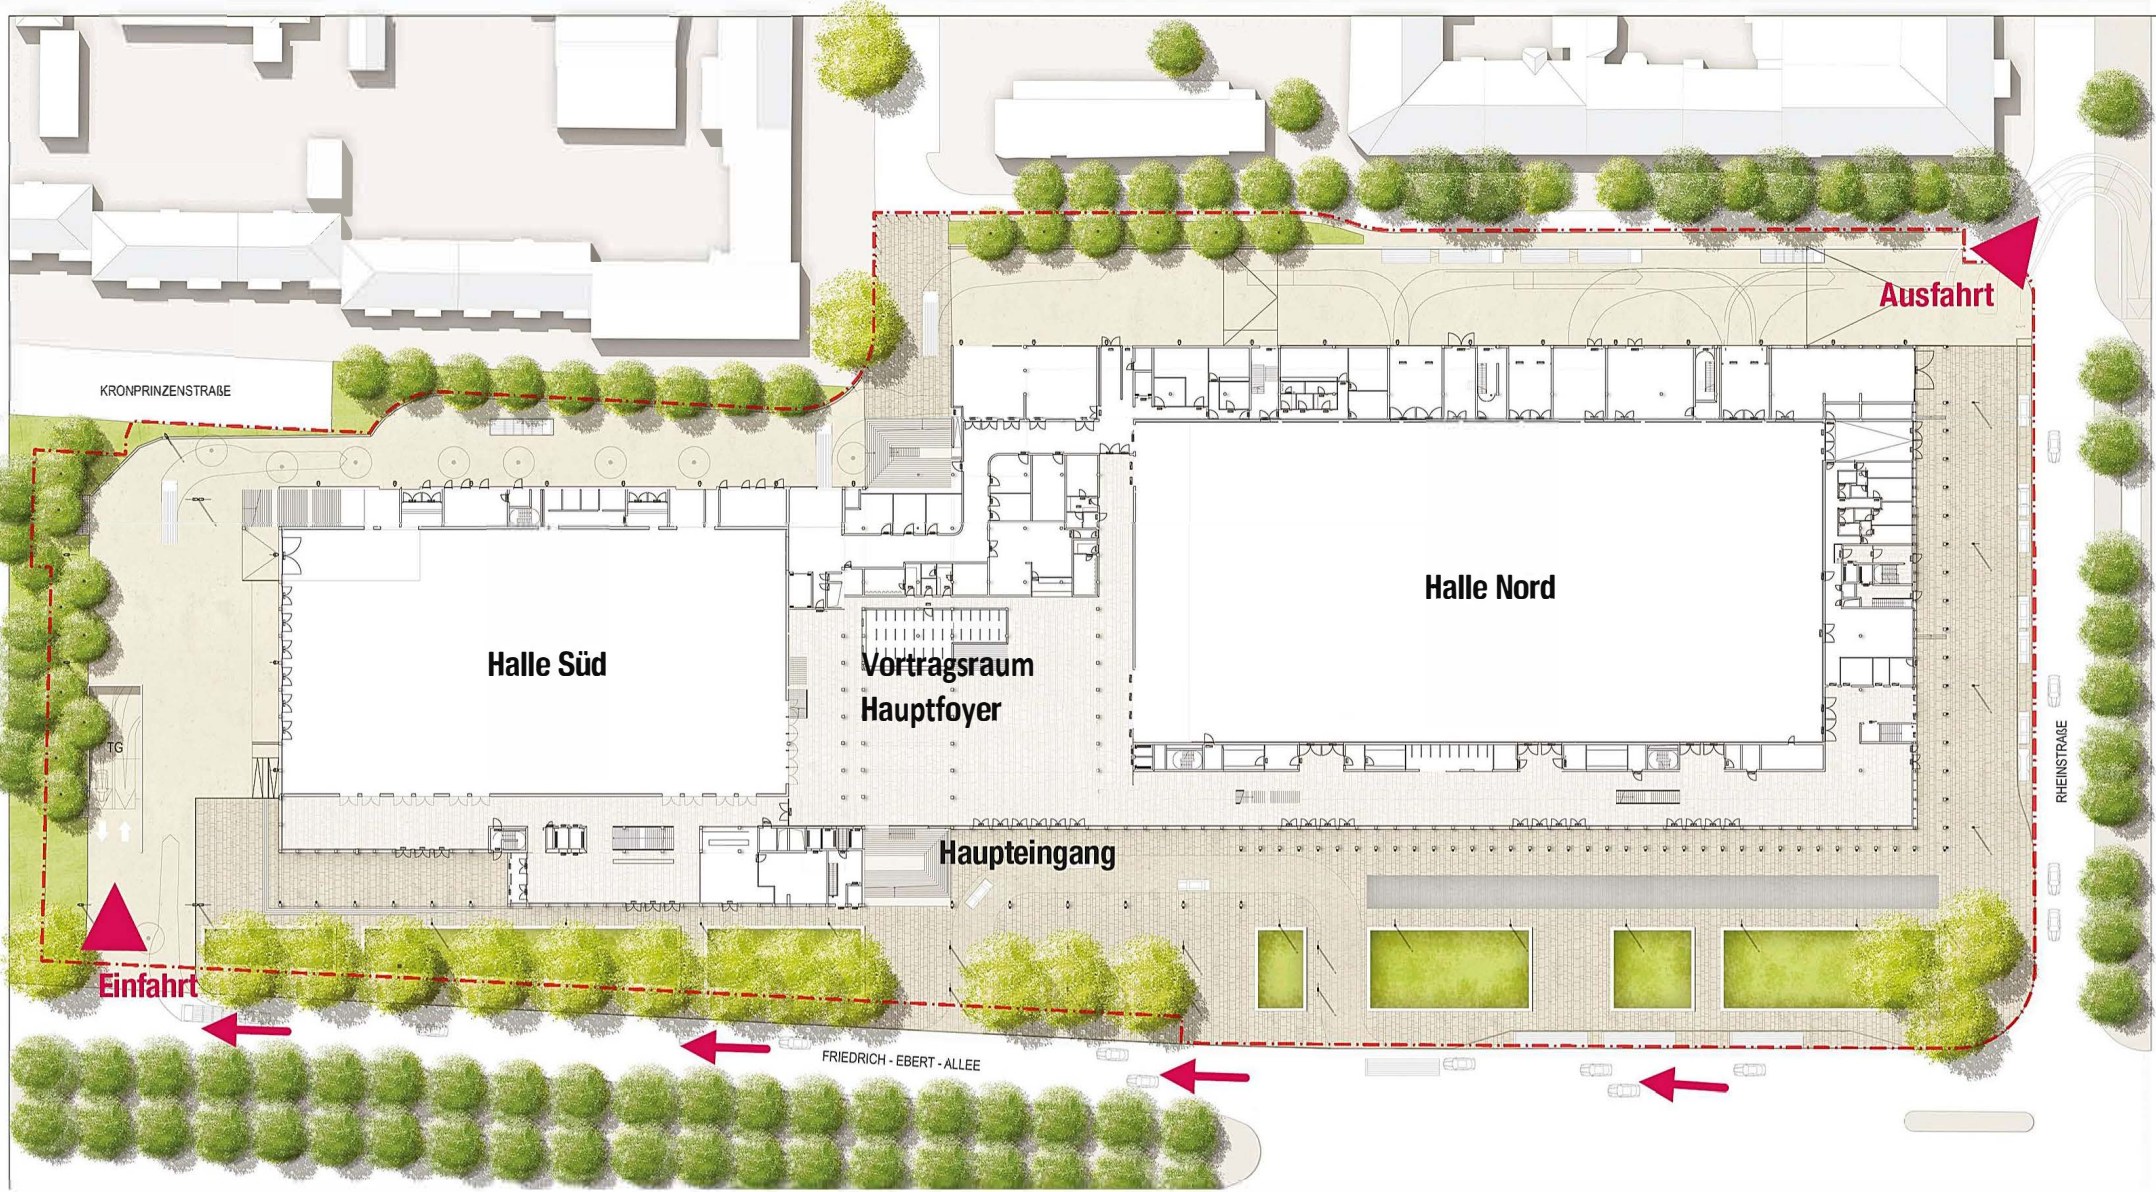 Ausfahrt
KRONPRINZENSTRAßE
Halle Nord
Halle Süd
Vortragsraum
Hauptfoyer
TG
RHEINSTRAßE
Haupteingang
Einfahrt
FRIEDRICH - EBERT - ALLEE